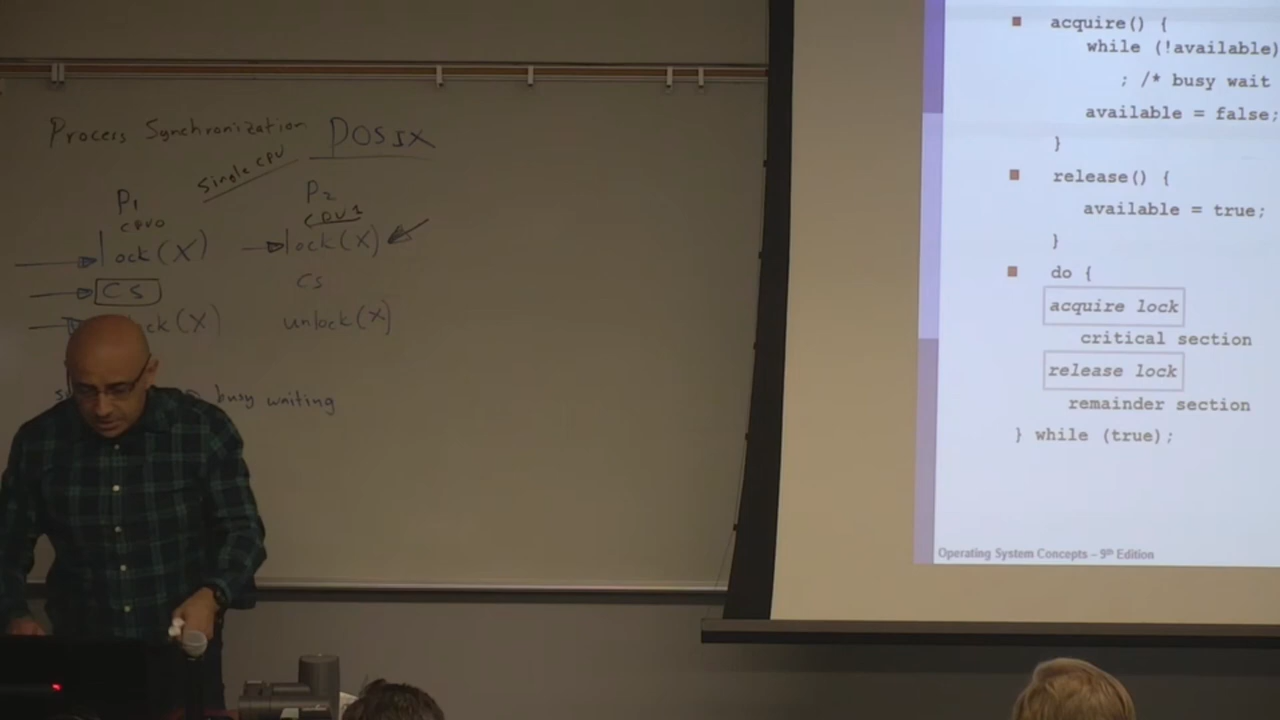 Process Synchronization POSIX
Single CPU
P1
CPU0
lock(X)
CS
ck(X)
P2
CPU1
lock(X)
CS
unlock(X)
busy waiting
acquire() {
while (!available)
; /* busy wait
available = false;
}
release() {
available = true;
}
do {
acquire lock
critical section
release lock
remainder section
} while (true);
Operating System Concepts – 9th Edition